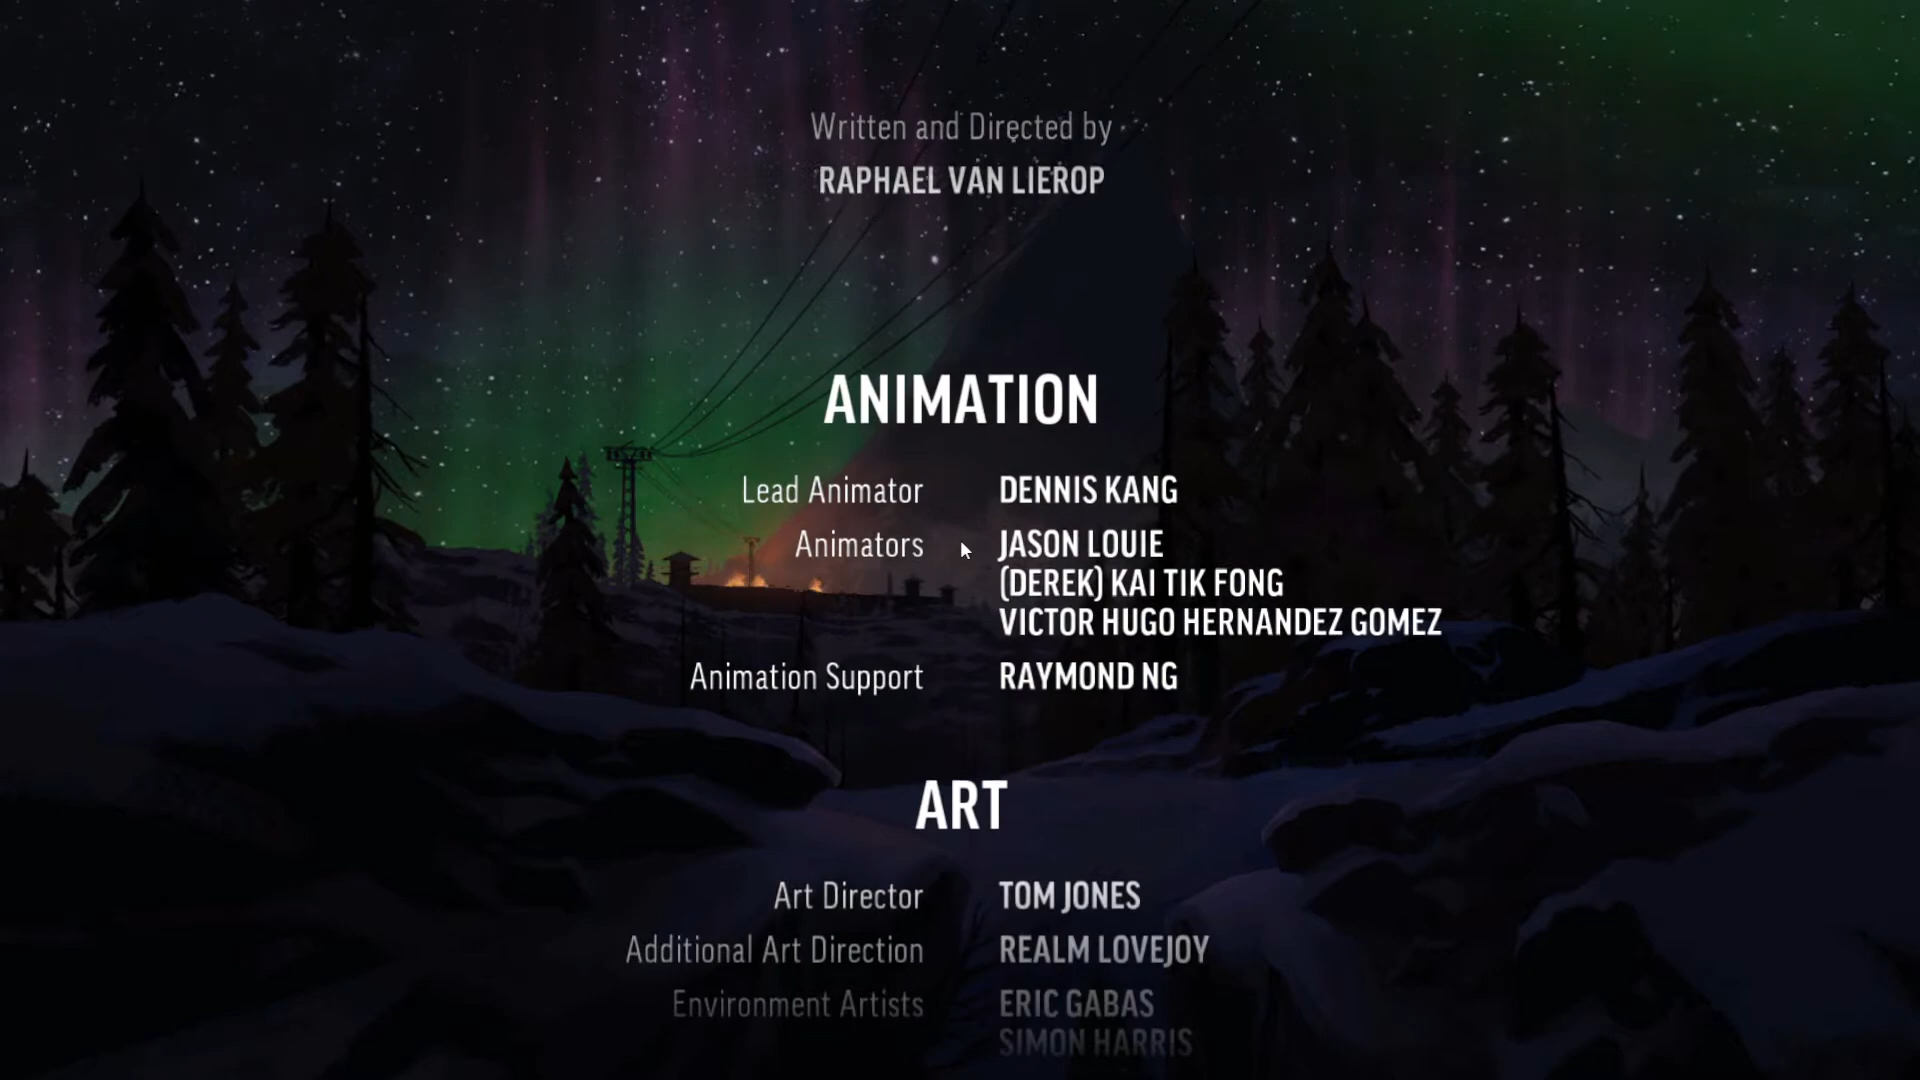 Written and Directed by
RAPHAEL VAN LIEROP
ANIMATION
Lead Animator DENNIS KANG
Animators JASON LOUIE
(DEREK) KAI TIK FONG
VICTOR HUGO HERNANDEZ GOMEZ
Animation Support RAYMOND NG
ART
Art Director TOM JONES
Additional Art Direction REALM LOVEJOY
Environment Artists ERIC GABAS
SIMON HARRIS